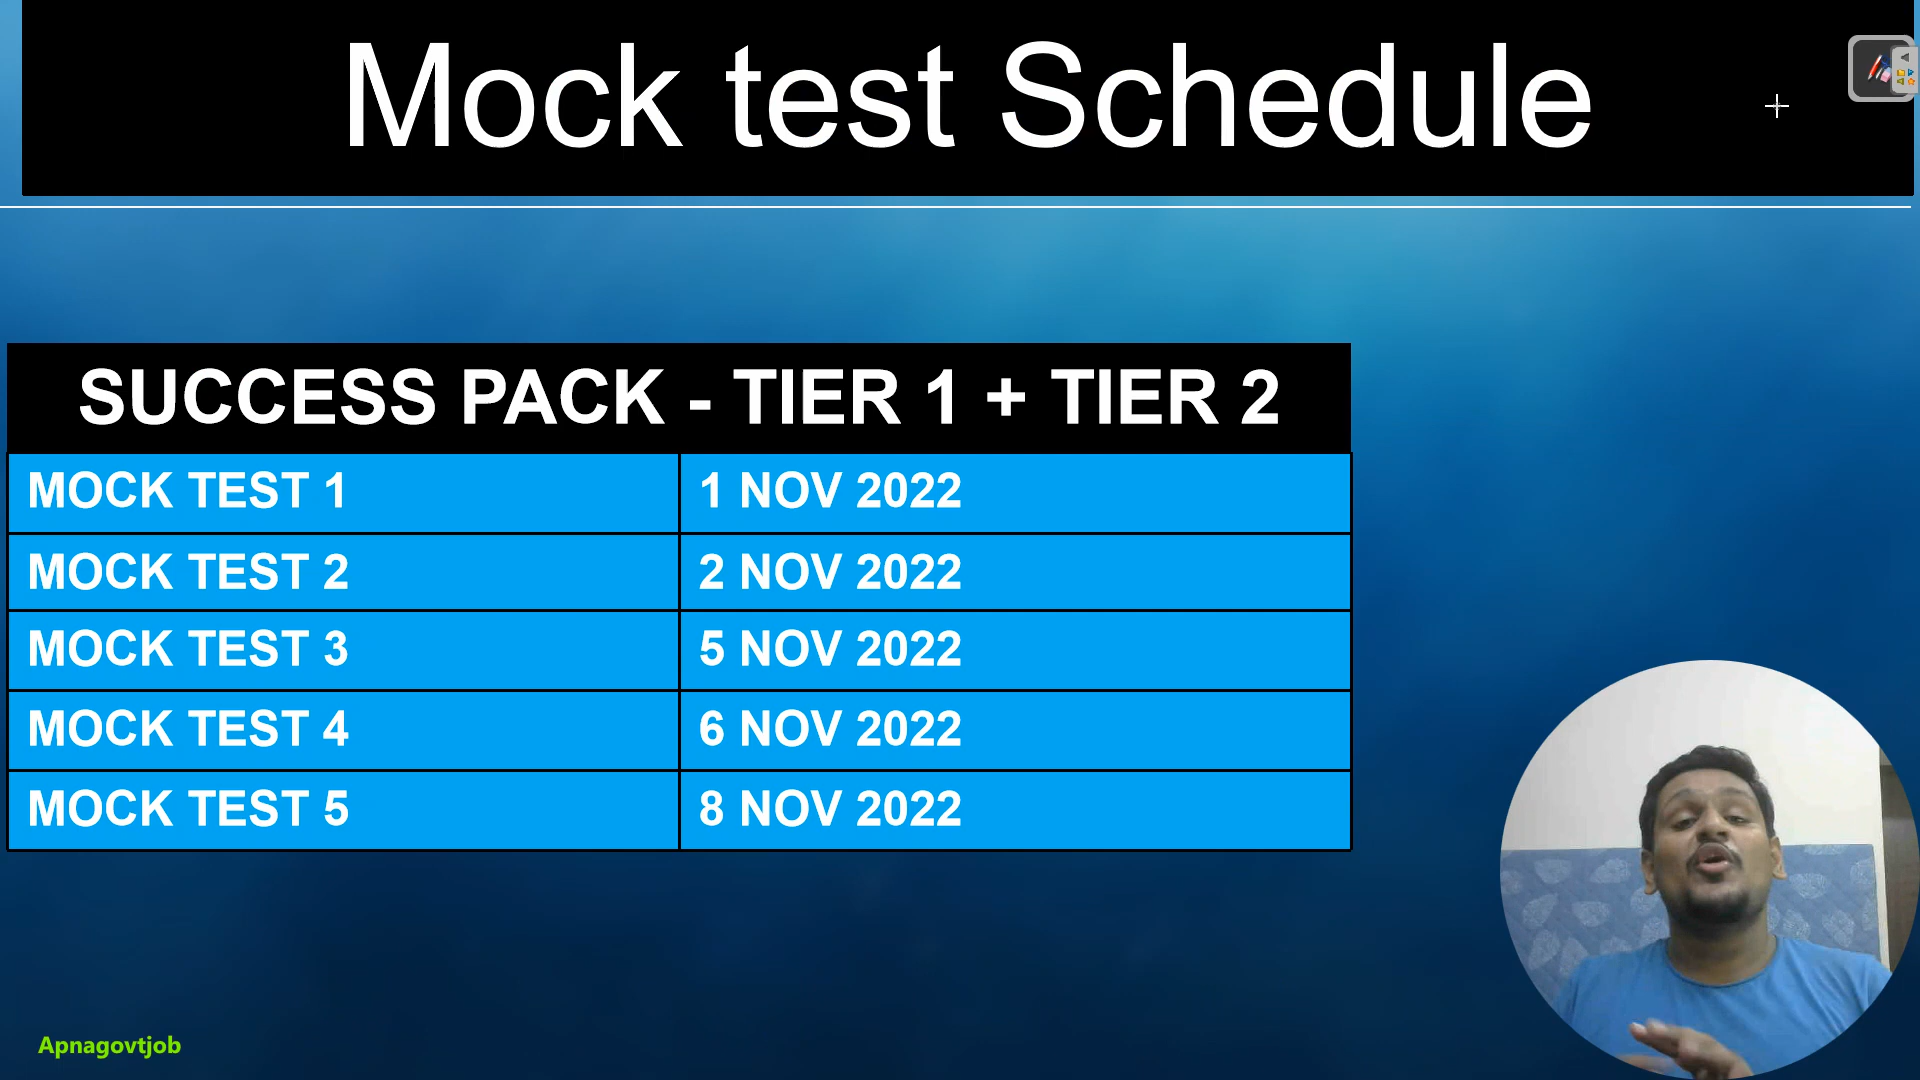 Mock test Schedule
SUCCESS PACK - TIER 1 + TIER 2
MOCK TEST 1 1 NOV 2022
MOCK TEST 2 2 NOV 2022
MOCK TEST 3 5 NOV 2022
MOCK TEST 4 6 NOV 2022
MOCK TEST 5 8 NOV 2022
Apnagovtjob